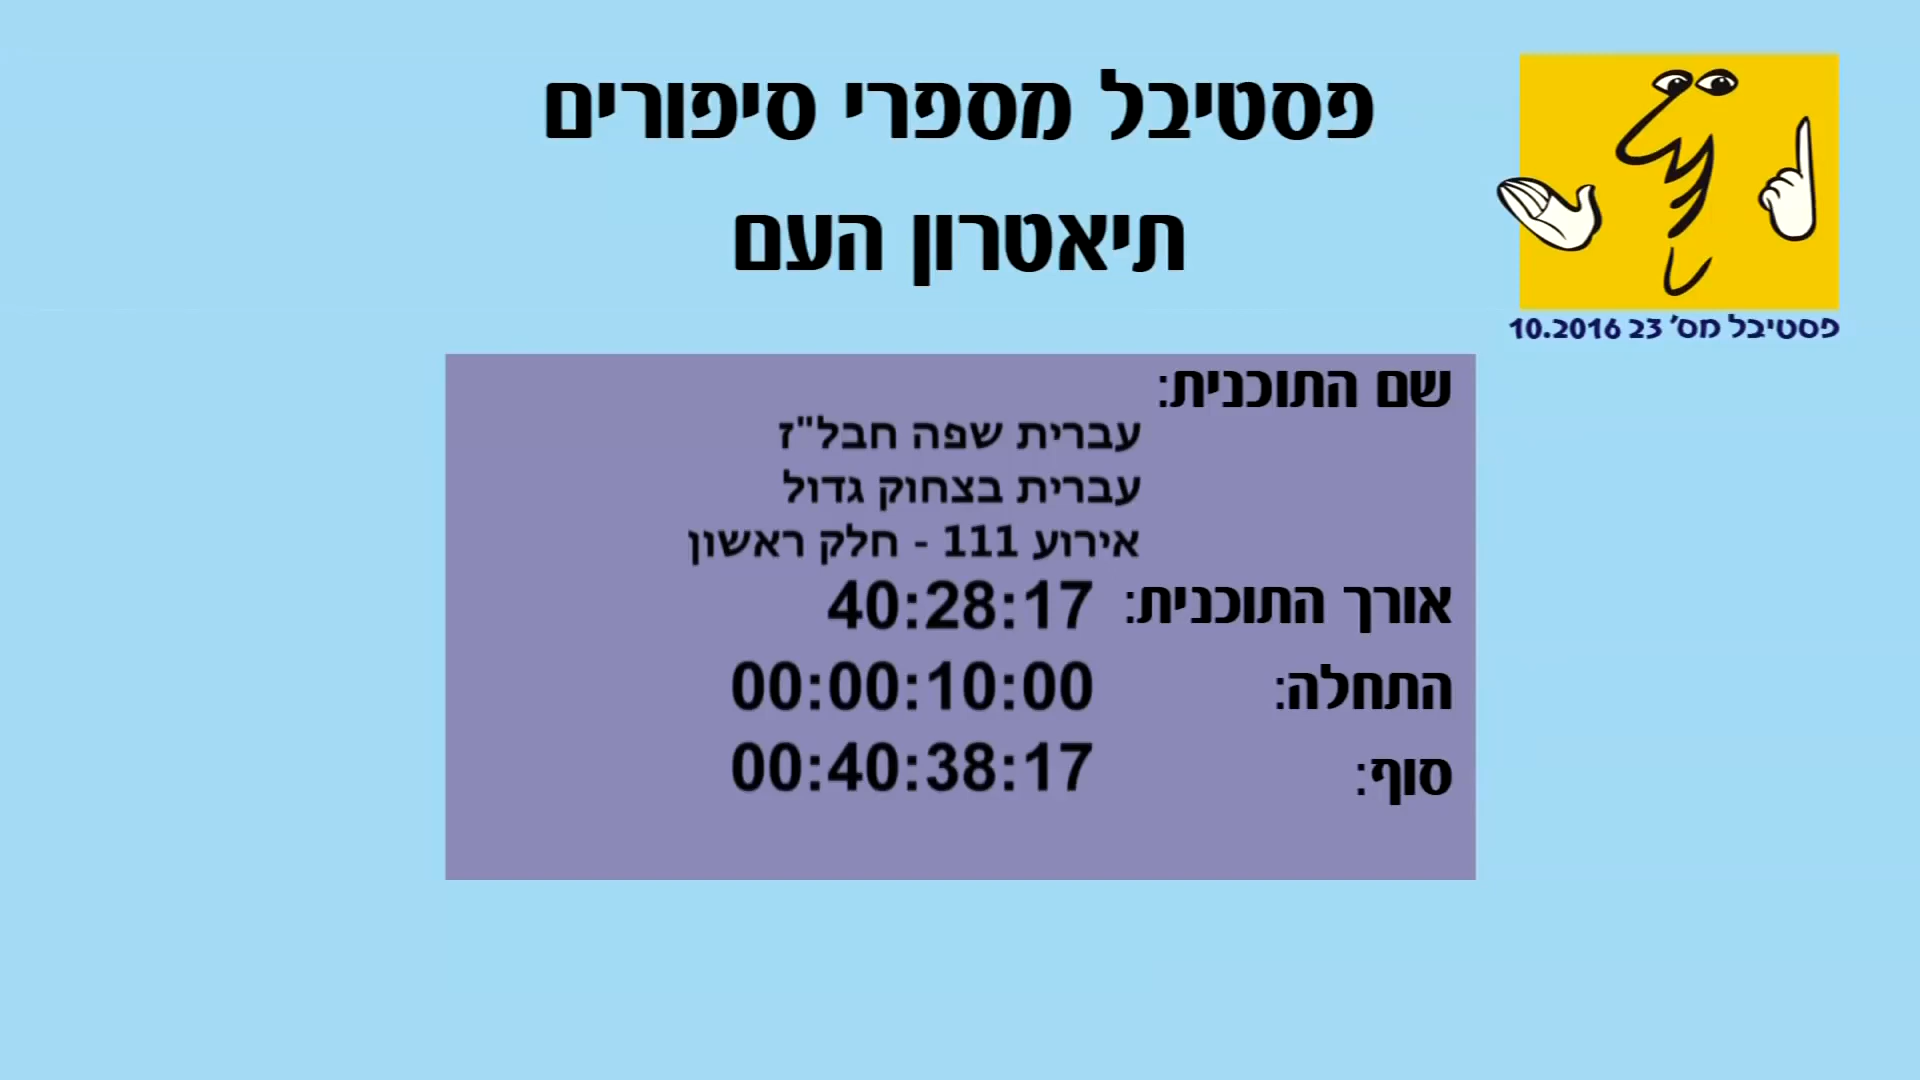 פסטיבל מספרי סיפורים
תיאטרון העם
פסטיבל מס' 23 10.2016
שם התוכנית:
עברית שפה חבל"ז
עברית בצחוק גדול
אירוע 111 - חלק ראשון
אורך התוכנית: 40:28:17
התחלה: 00:00:10:00
סוף: 00:40:38:17